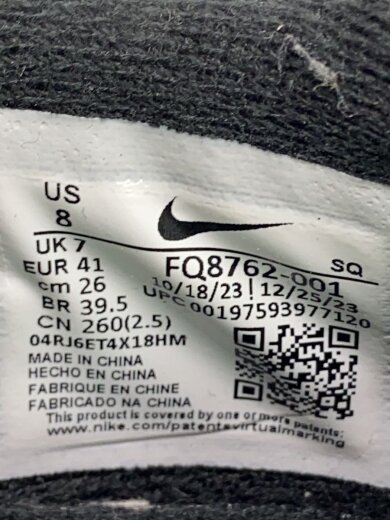 US
8
UK 7
EUR 41
cm 26
BR 39.5
CN 260(2.5)
SQ
FQ8762-001
10/18/23 | 12/25/23
UPC 00197593977120
04RJ6ET4X18HM
MADE IN CHINA
HECHO EN CHINA
FABRIQUE EN CHINE
FABRICADO NA CHINA
This product is covered by one or more patents:
www.nike.com/patentsvirtualmarking